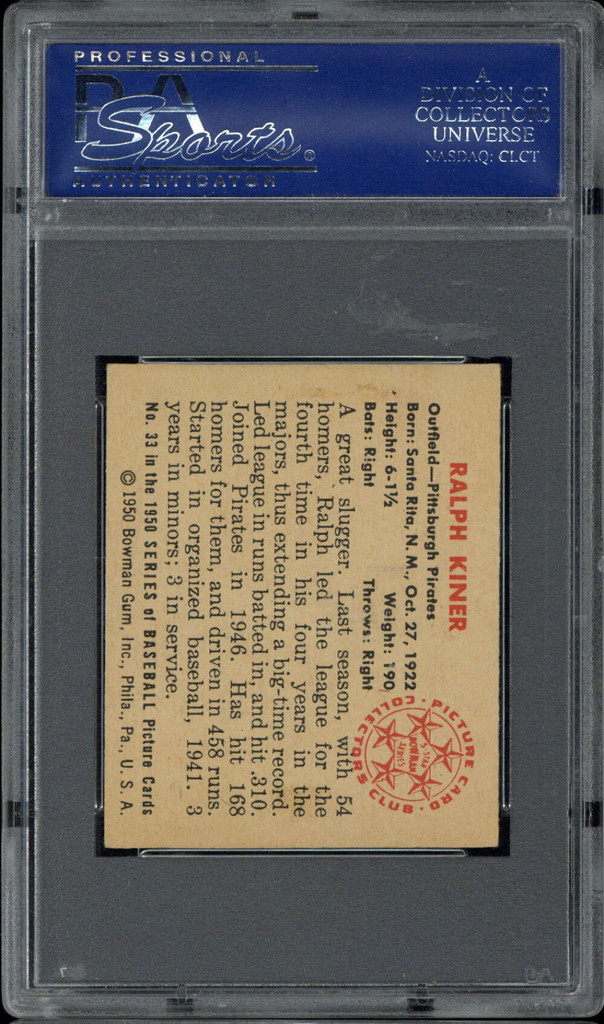 PROFESSIONAL
PSA
Sports®
AUTHENTICATOR
A
DIVISION OF
COLLECTORS
UNIVERSE
NASDAQ: CLCT
RALPH KINER
Outfield—Pittsburgh Pirates
Born: Santa Rita, N. M., Oct. 27, 1922
Height: 6-1½ Weight: 190
Bats: Right Throws: Right
A great slugger. Last season, with 54
homers, Ralph led the league for the
fourth time in his four years in the
majors, thus extending a big-time record.
Led league in runs batted in, and hit .310.
Joined Pirates in 1946. Has hit 168
homers for them, and driven in 458 runs.
Started in organized baseball, 1941. 3
years in minors; 3 in service.
No. 33 in the 1950 SERIES of BASEBALL Picture Cards
© 1950 Bowman Gum, Inc., Phila., Pa., U. S. A.
PICTURE CARD
COLLECTORS CLUB
5-STAR
BOWMAN
SERIES
PSA